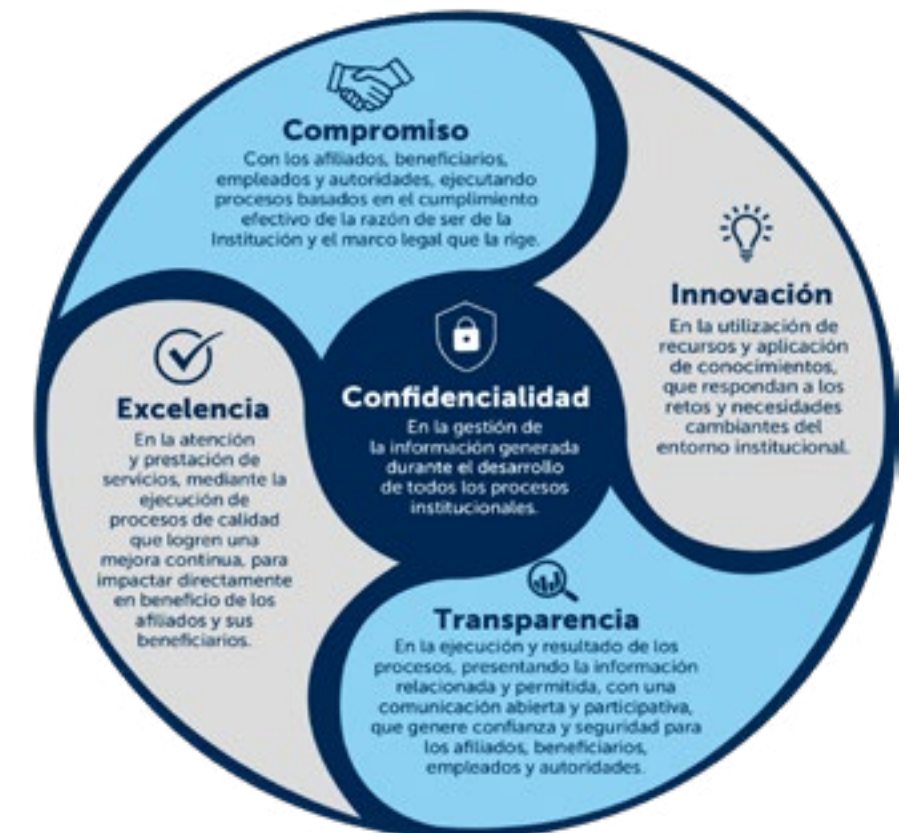 Compromiso
Con los afiliados, beneficiarios,
empleados y autoridades, ejecutando
procesos basados en el cumplimiento
efectivo de la razón de ser de la
Institución y el marco legal que la rige.
Innovación
En la utilización de
recursos y aplicación
de conocimientos,
que respondan a los
retos y necesidades
cambiantes del
entorno institucional.
Confidencialidad
En la gestión de
la información generada
durante el desarrollo
de todos los procesos
institucionales.
Excelencia
En la atención
y prestación de
servicios, mediante la
ejecución de
procesos de calidad
que logren una
mejora continua, para
impactar directamente
en beneficio de los
afiliados y sus
beneficiarios.
Transparencia
En la ejecución y resultado de los
procesos, presentando la información
relacionada y permitida, con una
comunicación abierta y participativa,
que genere confianza y seguridad para
los afiliados, beneficiarios,
empleados y autoridades.